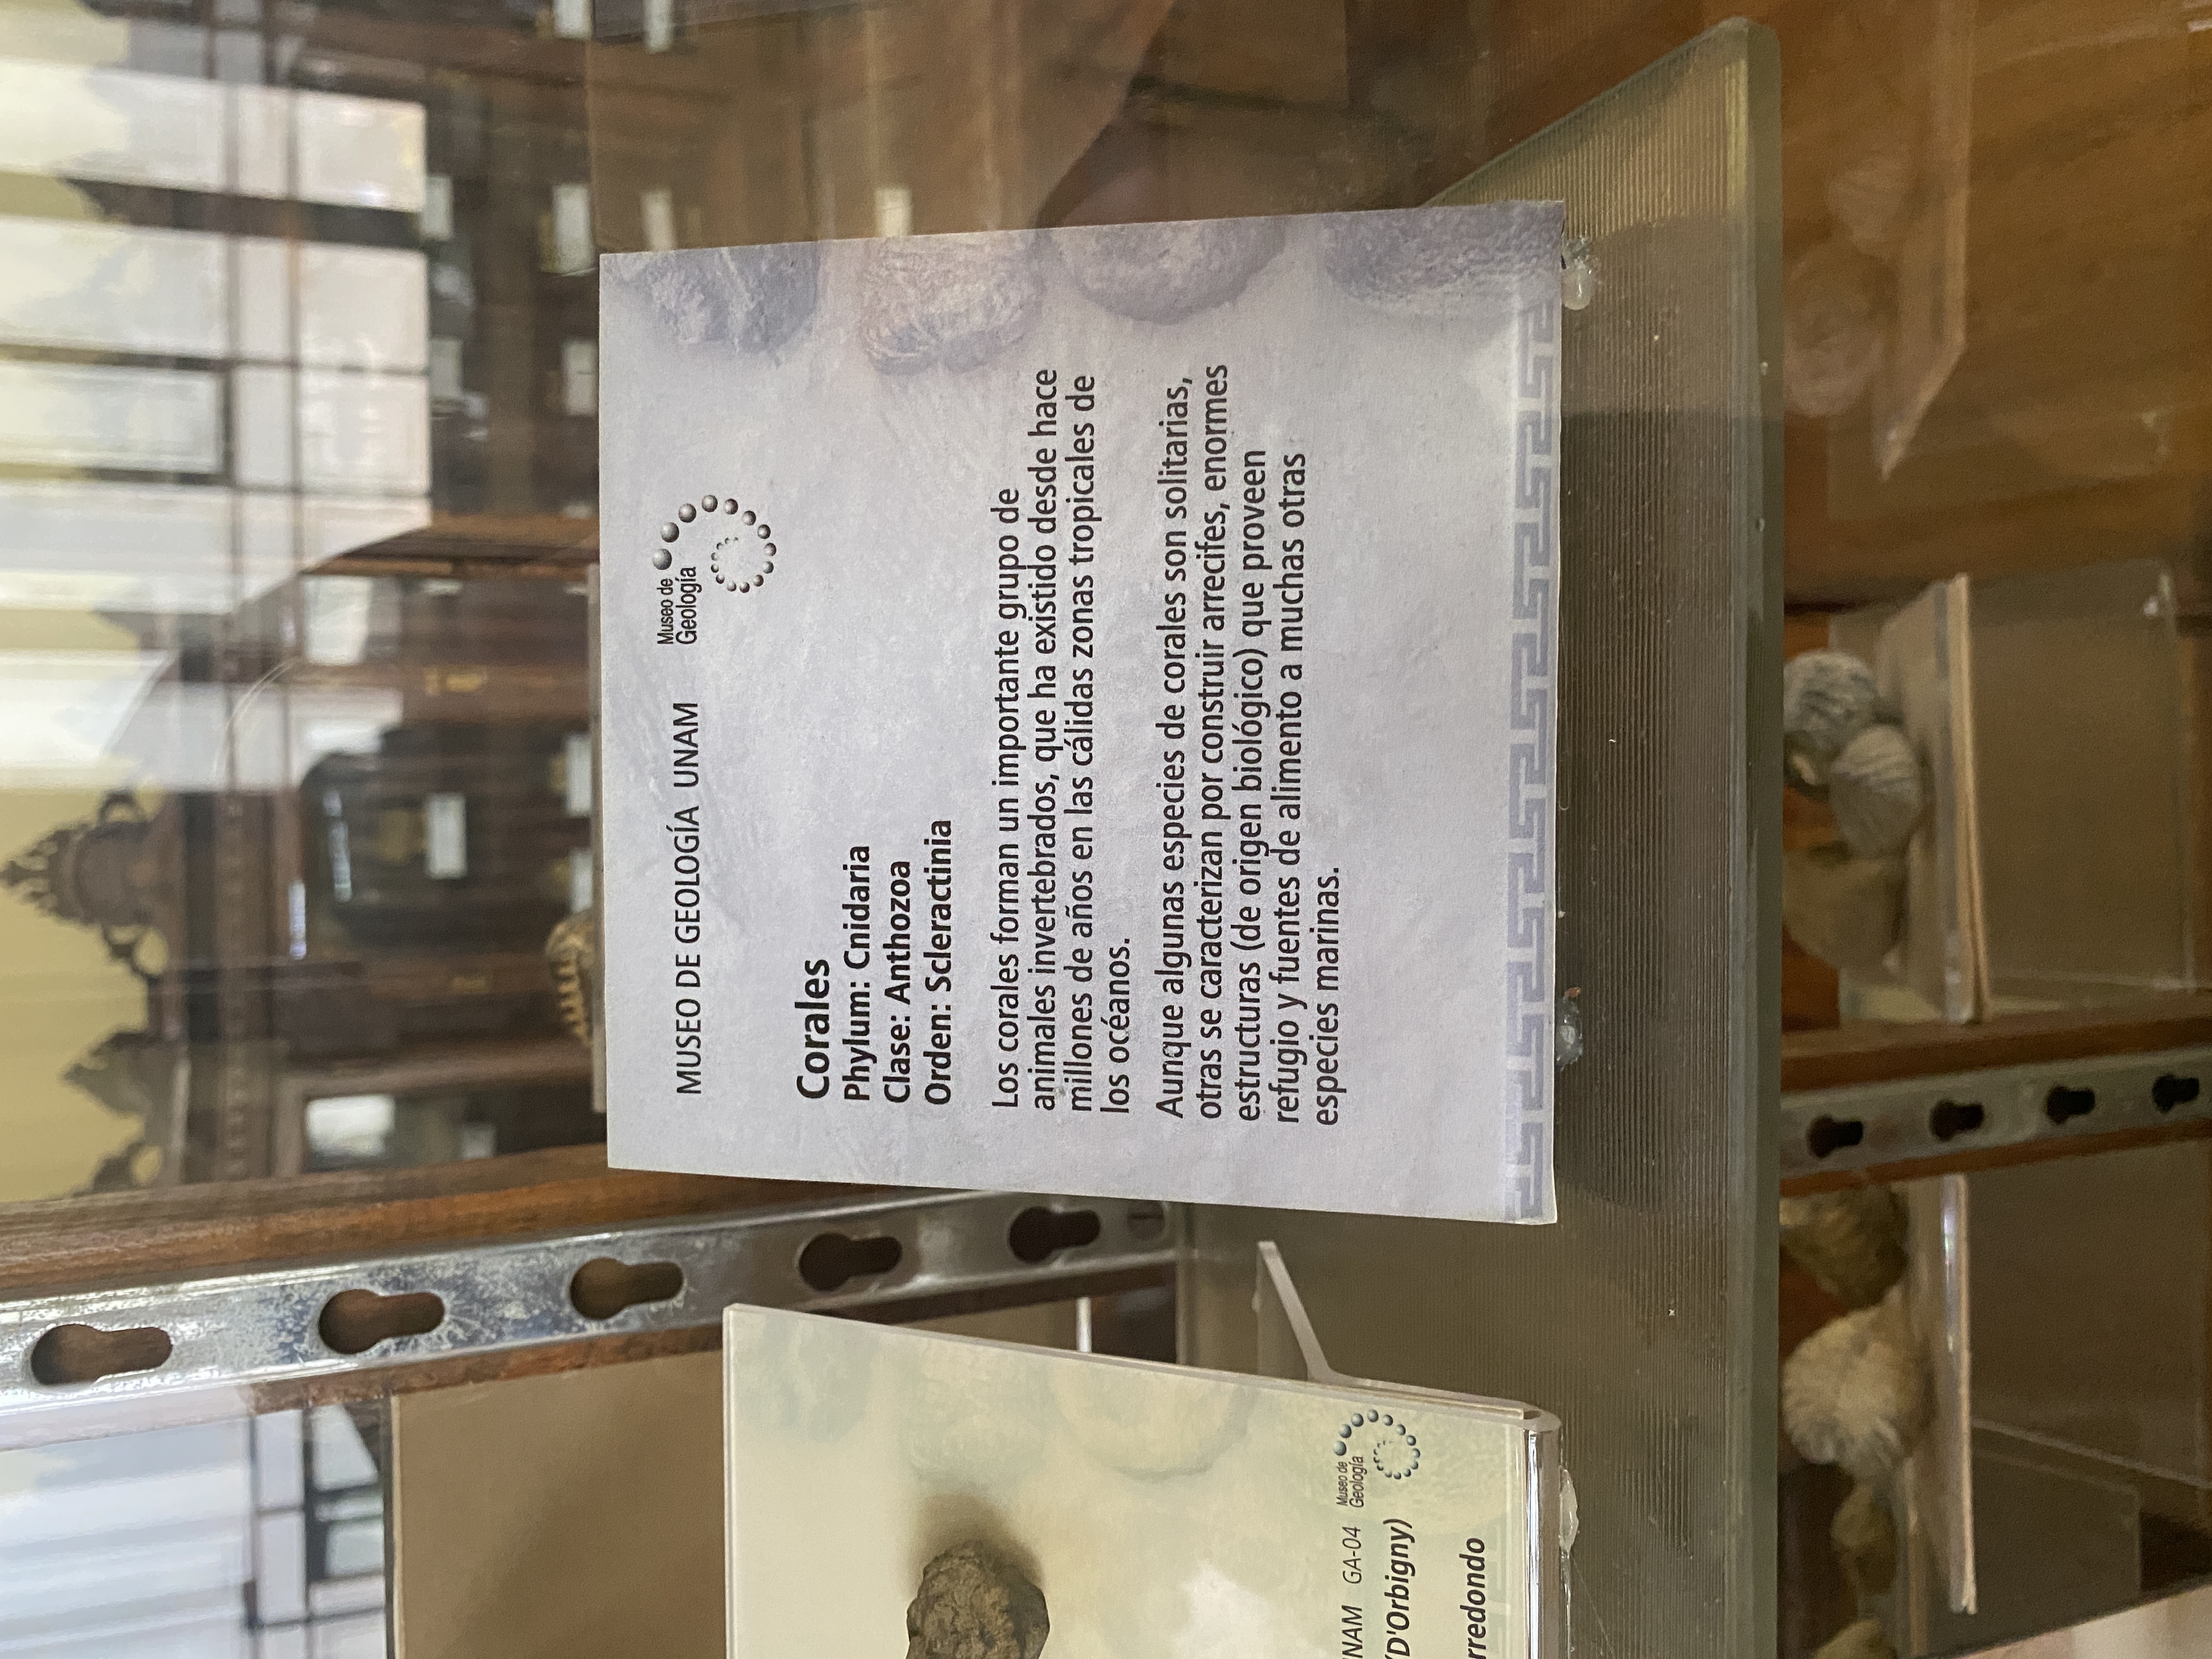 MUSEO DE GEOLOGÍA UNAM
Museo de
Geología
Corales
Phylum: Cnidaria
Clase: Anthozoa
Orden: Scleractinia
Los corales forman un importante grupo de
animales invertebrados, que ha existido desde hace
millones de años en las cálidas zonas tropicales de
los océanos.
Aunque algunas especies de corales son solitarias,
otras se caracterizan por construir arrecifes, enormes
estructuras (de origen biológico) que proveen
refugio y fuentes de alimento a muchas otras
especies marinas.
NAM GA-04
Museo de
Geología
(D'Orbigny)
rredondo